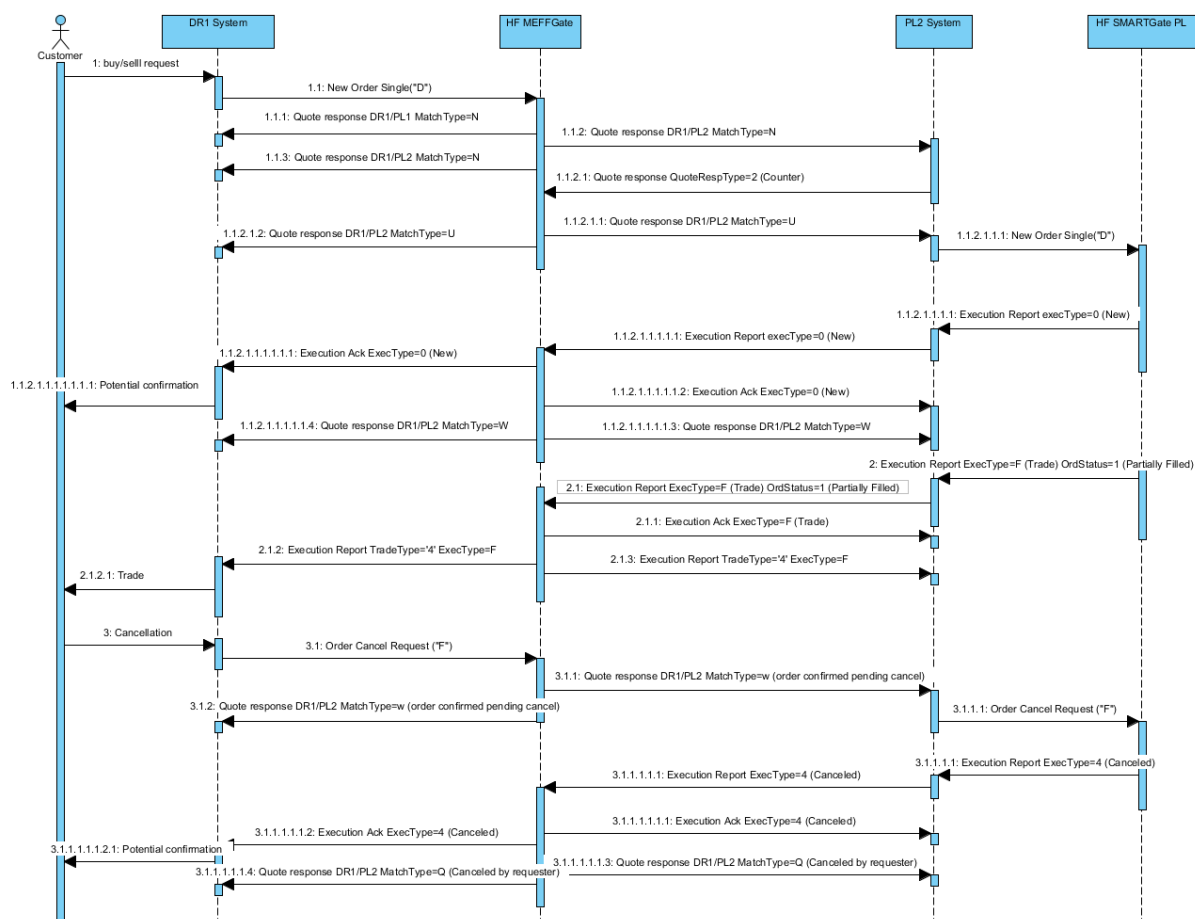 DR1 System
HF MEFFGate
PL2 System
HF SMARTGate PL
Customer
1: buy/selll request
1.1: New Order Single("D")
1.1.1: Quote response DR1/PL1 MatchType=N
1.1.2: Quote response DR1/PL2 MatchType=N
1.1.3: Quote response DR1/PL2 MatchType=N
1.1.2.1: Quote response QuoteRespType=2 (Counter)
1.1.2.1.1: Quote response DR1/PL2 MatchType=U
1.1.2.1.2: Quote response DR1/PL2 MatchType=U
1.1.2.1.1.1: New Order Single("D")
1.1.2.1.1.1.1: Execution Report execType=0 (New)
1.1.2.1.1.1.1.1: Execution Report execType=0 (New)
1.1.2.1.1.1.1.1.1: Execution Ack ExecType=0 (New)
1.1.2.1.1.1.1.1.1.1: Potential confirmation
1.1.2.1.1.1.1.1.2: Execution Ack ExecType=0 (New)
1.1.2.1.1.1.1.1.4: Quote response DR1/PL2 MatchType=W
1.1.2.1.1.1.1.1.3: Quote response DR1/PL2 MatchType=W
2: Execution Report ExecType=F (Trade) OrdStatus=1 (Partially Filled)
2.1: Execution Report ExecType=F (Trade) OrdStatus=1 (Partially Filled)
2.1.1: Execution Ack ExecType=F (Trade)
2.1.2: Execution Report TradeType='4' ExecType=F
2.1.3: Execution Report TradeType='4' ExecType=F
2.1.2.1: Trade
3: Cancellation
3.1: Order Cancel Request ("F")
3.1.1: Quote response DR1/PL2 MatchType=w (order confirmed pending cancel)
3.1.2: Quote response DR1/PL2 MatchType=w (order confirmed pending cancel)
3.1.1.1: Order Cancel Request ("F")
3.1.1.1.1: Execution Report ExecType=4 (Canceled)
3.1.1.1.1.1: Execution Report ExecType=4 (Canceled)
3.1.1.1.1.1.1: Execution Ack ExecType=4 (Canceled)
3.1.1.1.1.1.2: Execution Ack ExecType=4 (Canceled)
3.1.1.1.1.1.2.1: Potential confirmation
3.1.1.1.1.1.3: Quote response DR1/PL2 MatchType=Q (Canceled by requester)
3.1.1.1.1.1.4: Quote response DR1/PL2 MatchType=Q (Canceled by requester)